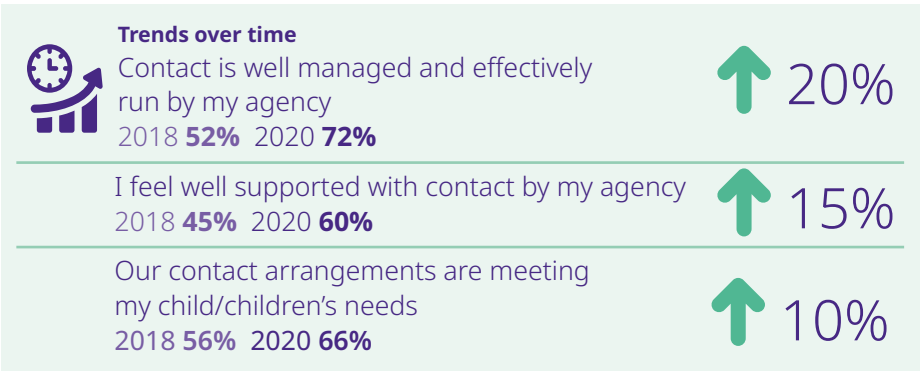 Trends over time
Contact is well managed and effectively
run by my agency
2018 52% 2020 72%
20%
I feel well supported with contact by my agency
2018 45% 2020 60%
15%
Our contact arrangements are meeting
my child/children’s needs
2018 56% 2020 66%
10%